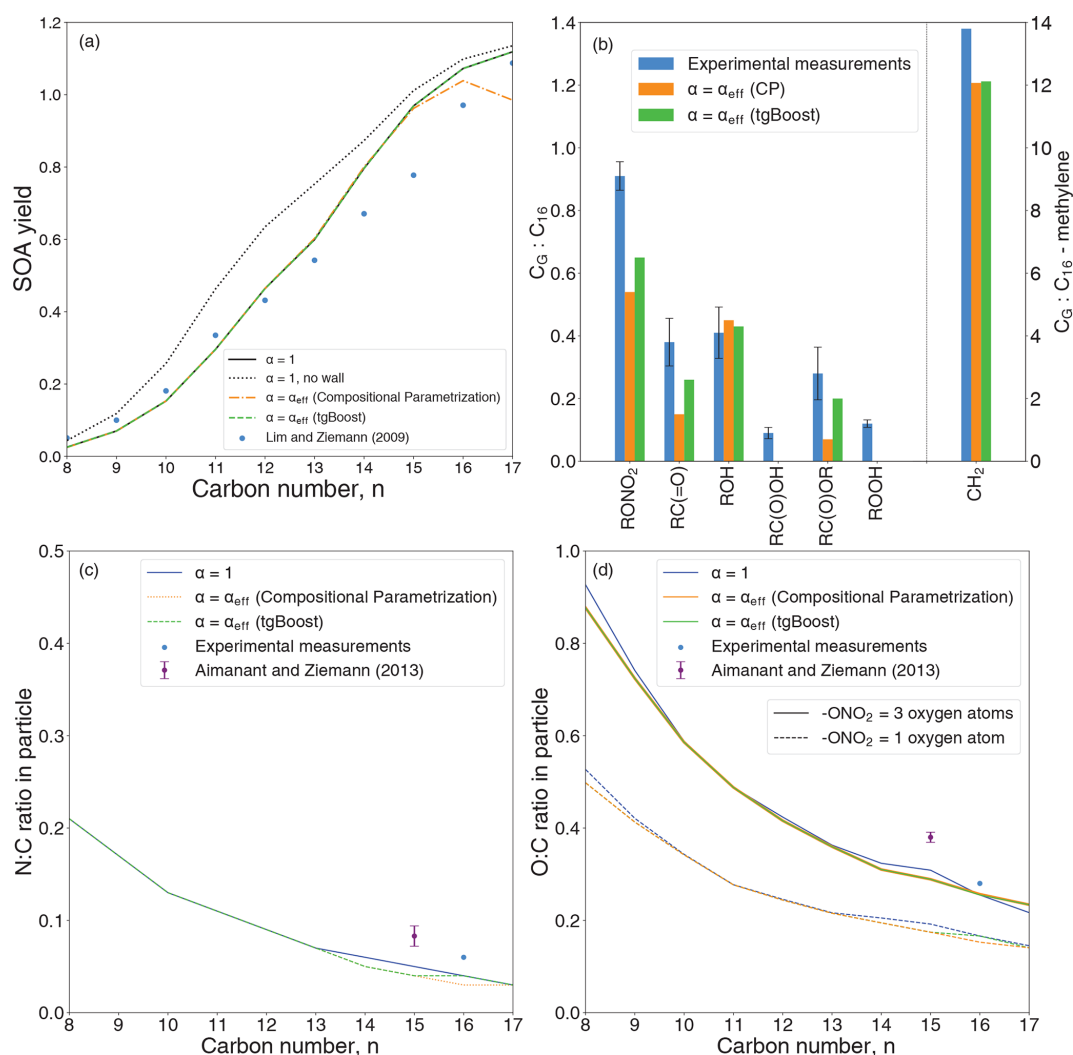 (a)
SOA yield
1.2
1.0
0.8
0.6
0.4
0.2
0.0
8 9 10 11 12 13 14 15 16 17
Carbon number, n
α = 1
α = 1, no wall
α = αeff (Compositional Parametrization)
α = αeff (tgBoost)
Lim and Ziemann (2009)
(b)
CG : C16
1.4
1.2
1.0
0.8
0.6
0.4
0.2
0.0
Experimental measurements
α = αeff (CP)
α = αeff (tgBoost)
14
12
10
8
6
4
2
0
CG : C16 - methylene
RONO2
RC(=O)
ROH
RC(O)OH
RC(O)OR
ROOH
CH2
(c)
N:C ratio in particle
0.5
0.4
0.3
0.2
0.1
0.0
8 9 10 11 12 13 14 15 16 17
Carbon number, n
α = 1
α = αeff (Compositional Parametrization)
α = αeff (tgBoost)
Experimental measurements
Aimanant and Ziemann (2013)
(d)
O:C ratio in particle
1.0
0.8
0.6
0.4
0.2
0.0
8 9 10 11 12 13 14 15 16 17
Carbon number, n
α = 1
α = αeff (Compositional Parametrization)
α = αeff (tgBoost)
Experimental measurements
Aimanant and Ziemann (2013)
-ONO2 = 3 oxygen atoms
-ONO2 = 1 oxygen atom